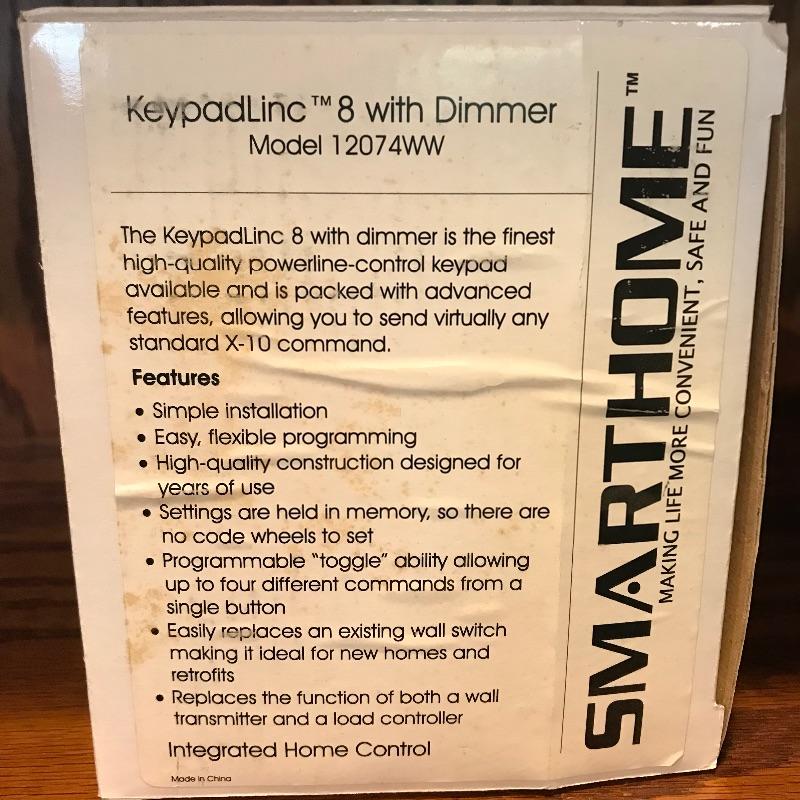 KeypadLinc™ 8 with Dimmer
Model 12074WW
The KeypadLinc 8 with dimmer is the finest
high-quality powerline-control keypad
available and is packed with advanced
features, allowing you to send virtually any
standard X-10 command.
Features
• Simple installation
• Easy, flexible programming
• High-quality construction designed for
years of use
• Settings are held in memory, so there are
no code wheels to set
• Programmable "toggle" ability allowing
up to four different commands from a
single button
• Easily replaces an existing wall switch
making it ideal for new homes and
retrofits
• Replaces the function of both a wall
transmitter and a load controller
Integrated Home Control
Made in China
SMARTHOME™
MAKING LIFE MORE CONVENIENT, SAFE AND FUN